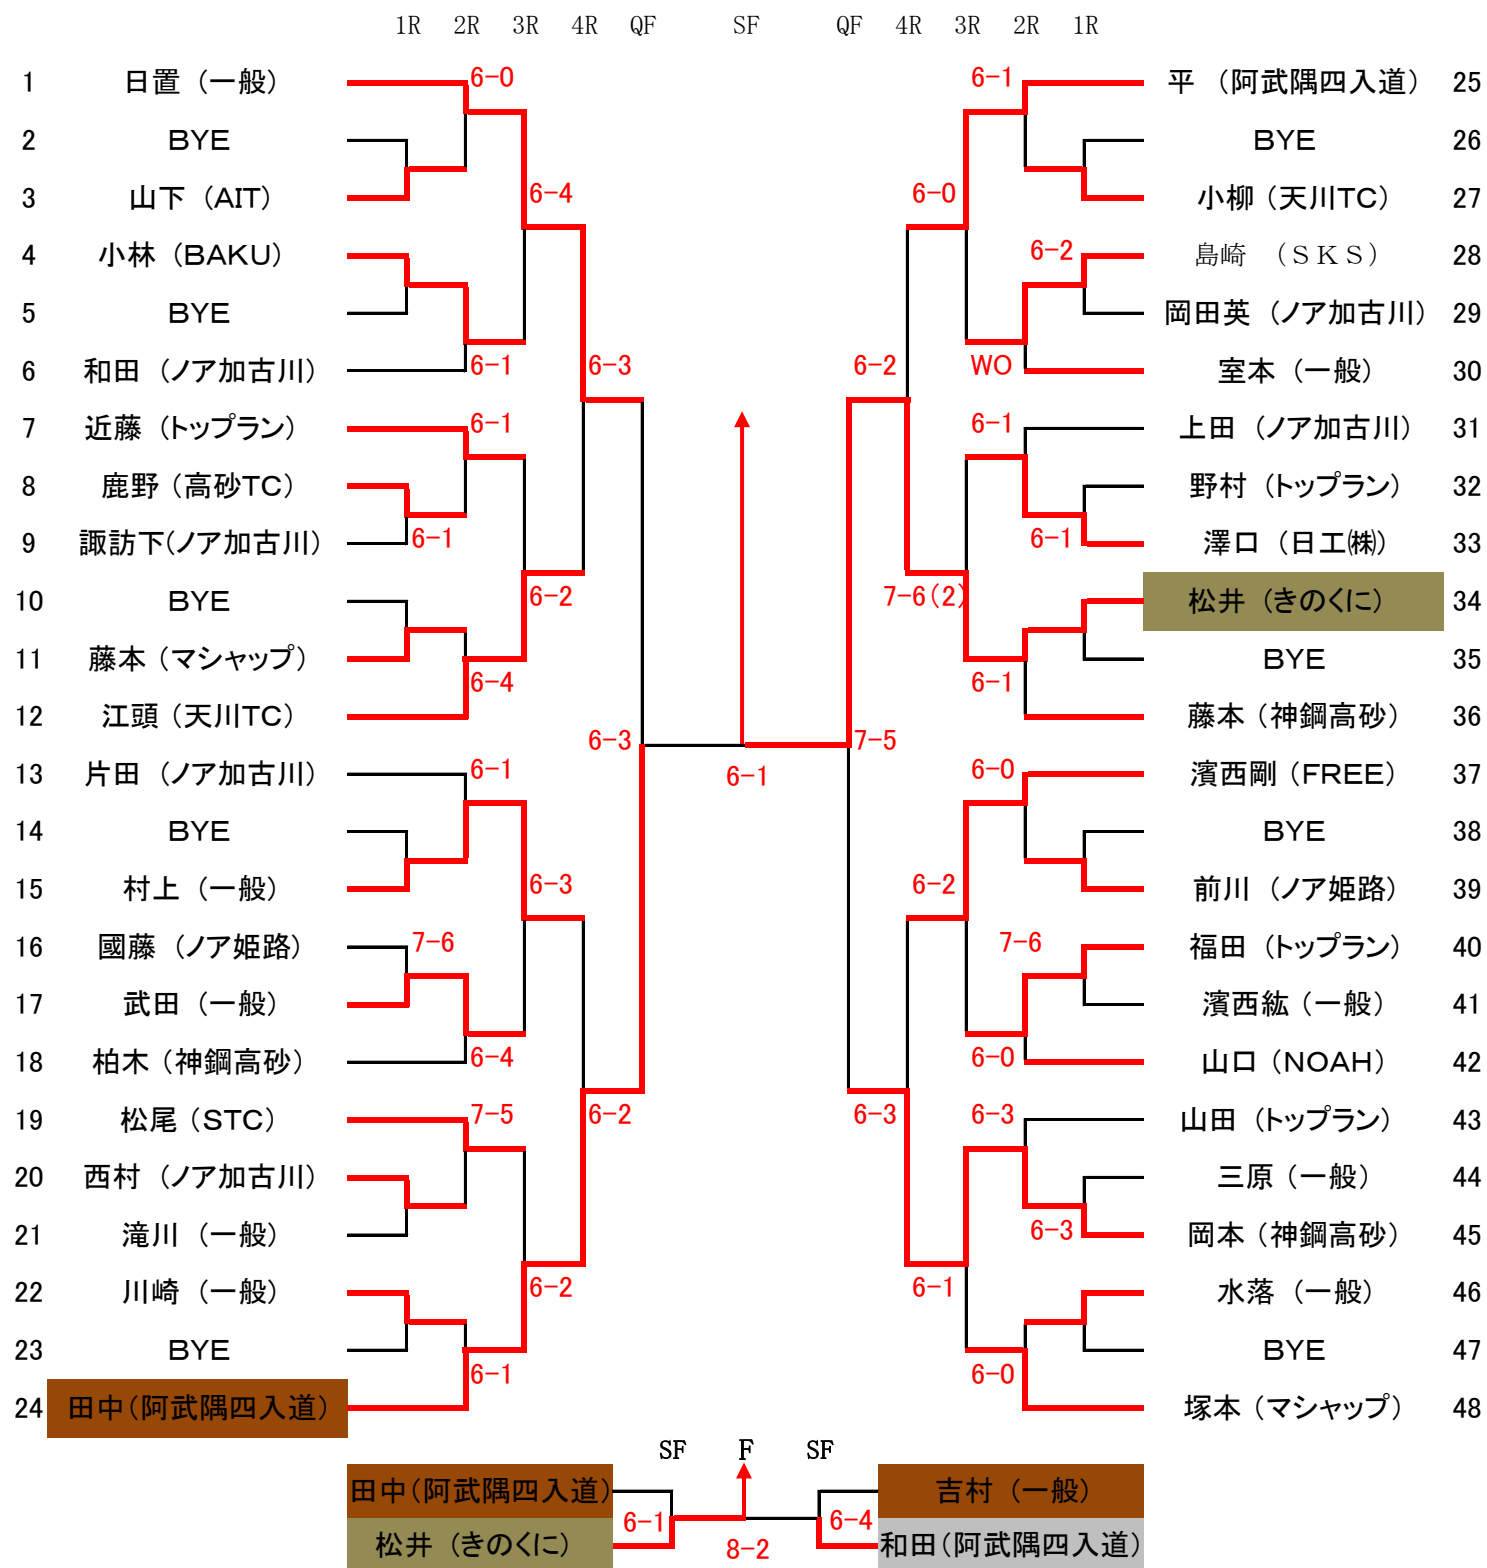 1R 2R 3R 4R QF SF QF 4R 3R 2R 1R
1 日置 (一般) 6-0 6-1 平 (阿武隈四入道) 25
2 BYE BYE 26
3 山下 (AIT) 6-4 6-0 小柳 (天川TC) 27
4 小林 (BAKU) 6-2 島崎 (ＳＫＳ) 28
5 BYE 岡田英 (ノア加古川) 29
6 和田 (ノア加古川) 6-1 6-3 6-2 WO 室本 (一般) 30
7 近藤 (トップラン) 6-1 6-1 上田 (ノア加古川) 31
8 鹿野 (高砂TC) 野村 (トップラン) 32
9 諏訪下(ノア加古川) 6-1 6-1 澤口 (日工㈱) 33
10 BYE 6-2 7-6(2) 松井 (きのくに) 34
11 藤本 (マシャップ) 6-4 6-1 BYE 35
12 江頭 (天川TC) 藤本 (神鋼高砂) 36
6-3 7-5
13 片田 (ノア加古川) 6-1 6-1 6-0 濱西剛 (FREE) 37
14 BYE BYE 38
15 村上 (一般) 6-3 6-2 前川 (ノア姫路) 39
16 國藤 (ノア姫路) 7-6 7-6 福田 (トップラン) 40
17 武田 (一般) 濱西紘 (一般) 41
18 柏木 (神鋼高砂) 6-4 6-0 山口 (NOAH) 42
19 松尾 (STC) 7-5 6-2 6-3 6-3 山田 (トップラン) 43
20 西村 (ノア加古川) 三原 (一般) 44
21 滝川 (一般) 6-3 岡本 (神鋼高砂) 45
22 川崎 (一般) 6-2 6-1 水落 (一般) 46
23 BYE 6-1 6-0 BYE 47
24 田中(阿武隅四入道) 塚本 (マシャップ) 48
SF F SF
田中(阿武隅四入道) 吉村 (一般)
6-1 6-4
松井 (きのくに) 8-2 和田(阿武隅四入道)